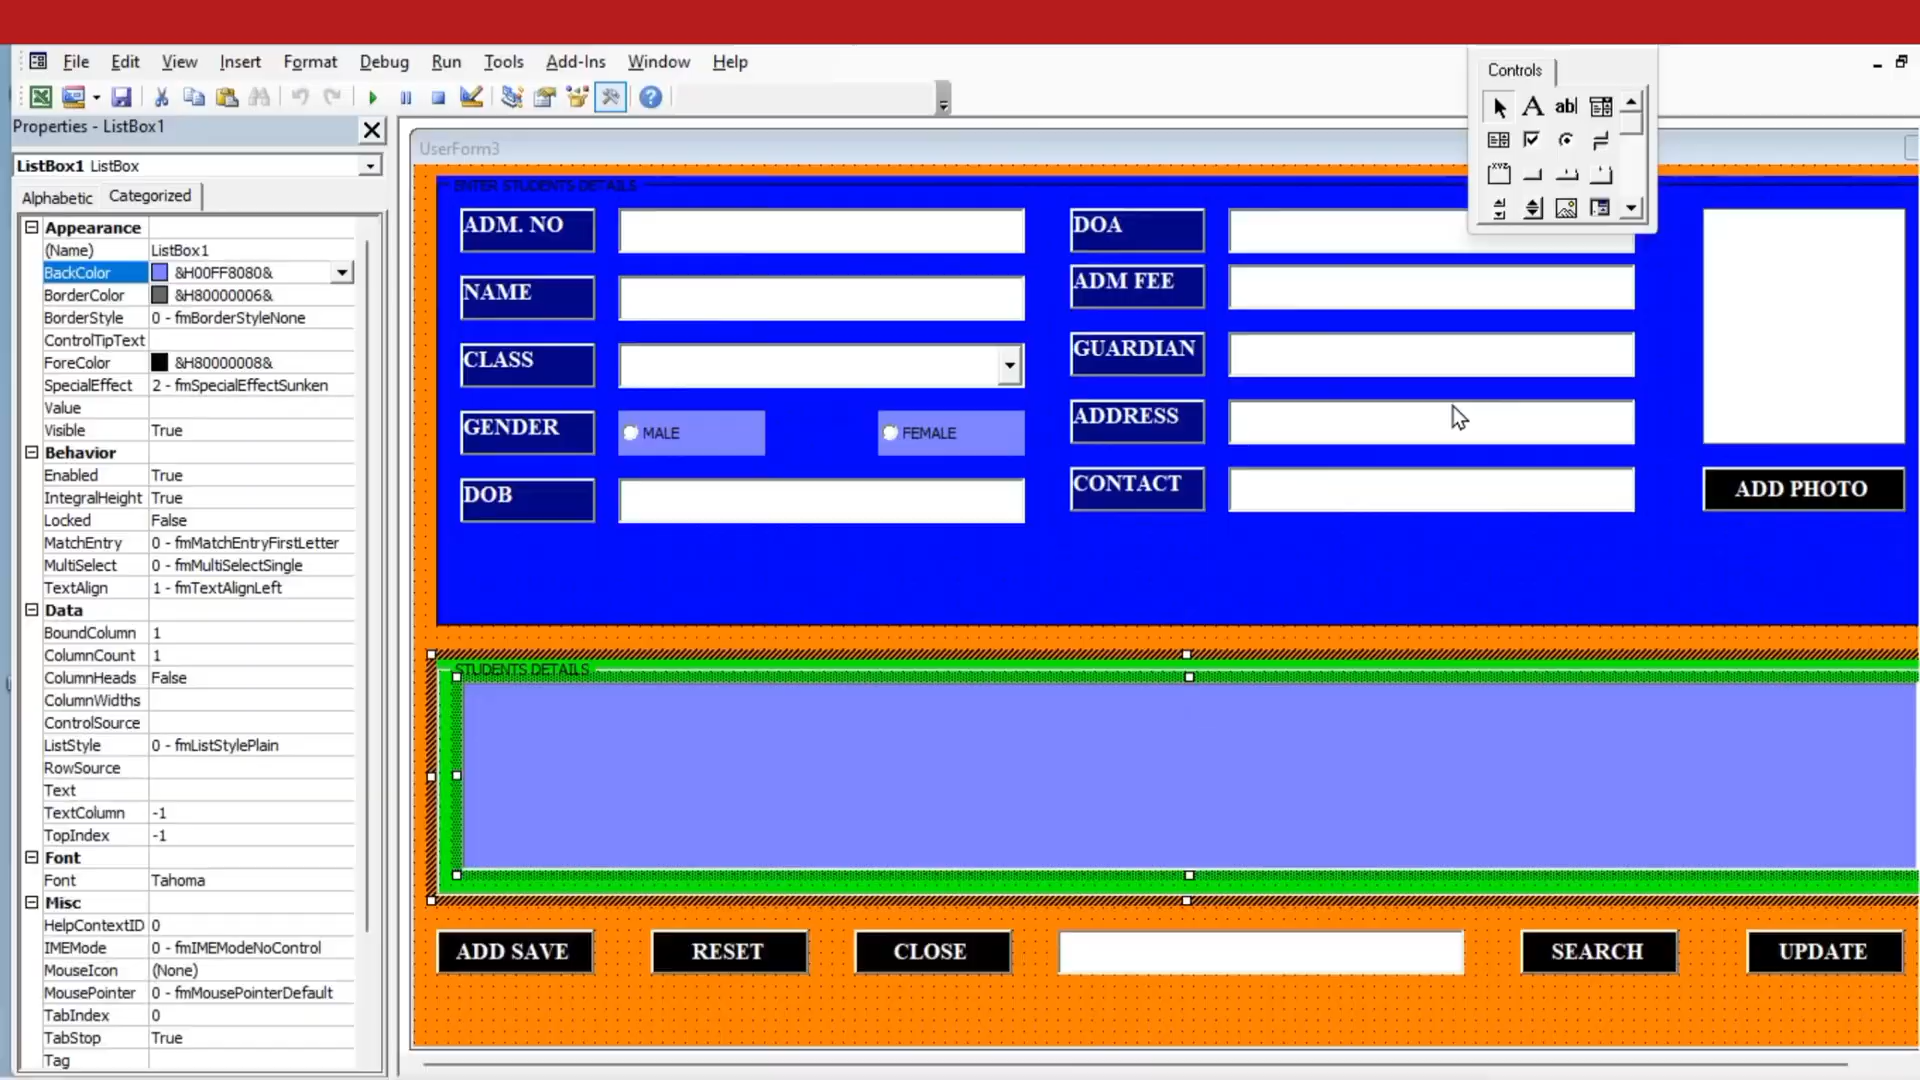 File Edit View Insert Format Debug Run Tools Add-Ins Window Help
Controls
Properties - ListBox1
ListBox1 ListBox
Alphabetic Categorized
Appearance
(Name) ListBox1
BackColor &H00FF8080&
BorderColor &H80000006&
BorderStyle 0 - fmBorderStyleNone
ControlTipText
ForeColor &H80000008&
SpecialEffect 2 - fmSpecialEffectSunken
Value
Visible True
Behavior
Enabled True
IntegralHeight True
Locked False
MatchEntry 0 - fmMatchEntryFirstLetter
MultiSelect 0 - fmMultiSelectSingle
TextAlign 1 - fmTextAlignLeft
Data
BoundColumn 1
ColumnCount 1
ColumnHeads False
ColumnWidths
ControlSource
ListStyle 0 - fmListStylePlain
RowSource
Text
TextColumn -1
TopIndex -1
Font
Font Tahoma
Misc
HelpContextID 0
IMEMode 0 - fmIMEModeNoControl
MouseIcon (None)
MousePointer 0 - fmMousePointerDefault
TabIndex 0
TabStop True
Tag
UserForm3
ENTER STUDENTS DETAILS
ADM. NO
NAME
CLASS
GENDER MALE FEMALE
DOB
DOA
ADM FEE
GUARDIAN
ADDRESS
CONTACT
ADD PHOTO
STUDENTS DETAILS
ADD SAVE RESET CLOSE SEARCH UPDATE